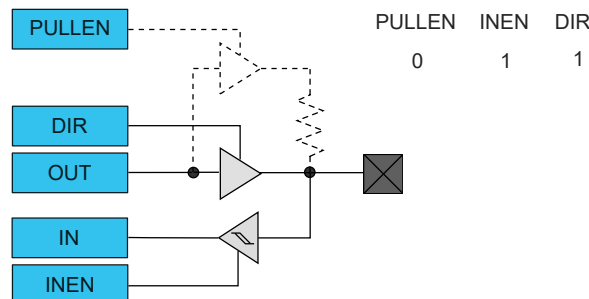 PULLEN
PULLEN INEN DIR
0 1 1
DIR
OUT
IN
INEN